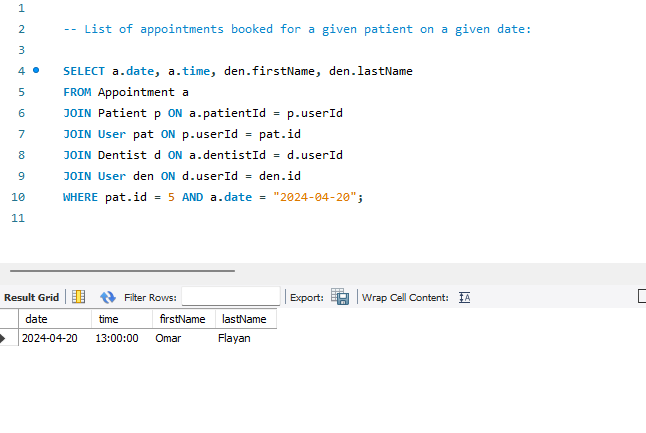 1
2 -- List of appointments booked for a given patient on a given date:
3
4 SELECT a.date, a.time, den.firstName, den.lastName
5 FROM Appointment a
6 JOIN Patient p ON a.patientId = p.userId
7 JOIN User pat ON p.userId = pat.id
8 JOIN Dentist d ON a.dentistId = d.userId
9 JOIN User den ON d.userId = den.id
10 WHERE pat.id = 5 AND a.date = "2024-04-20";
11
Result Grid Filter Rows: Export: Wrap Cell Content: IA
date time firstName lastName
2024-04-20 13:00:00 Omar Flayan